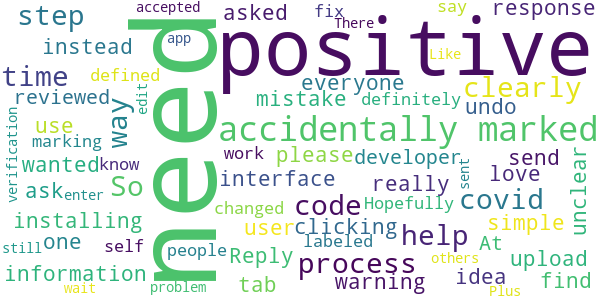 step
accepted
asked
fix
say
response
There
instead
app
positive
Like
time
defined
need
everyone
clearly
reviewed
edit
mistake
definitely
undo
verification
use
way
accidentally marked
marking
wanted
know
work
please
developer
send
unclear
ask
enter
So
interface
really
sent
love
covid
installing
changed
code
Hopefully
simple
user
clicking
still
one
self
people
Reply
labeled
help
At
upload
information
process
others
wait
problem
tab
warning
idea
Plus
find